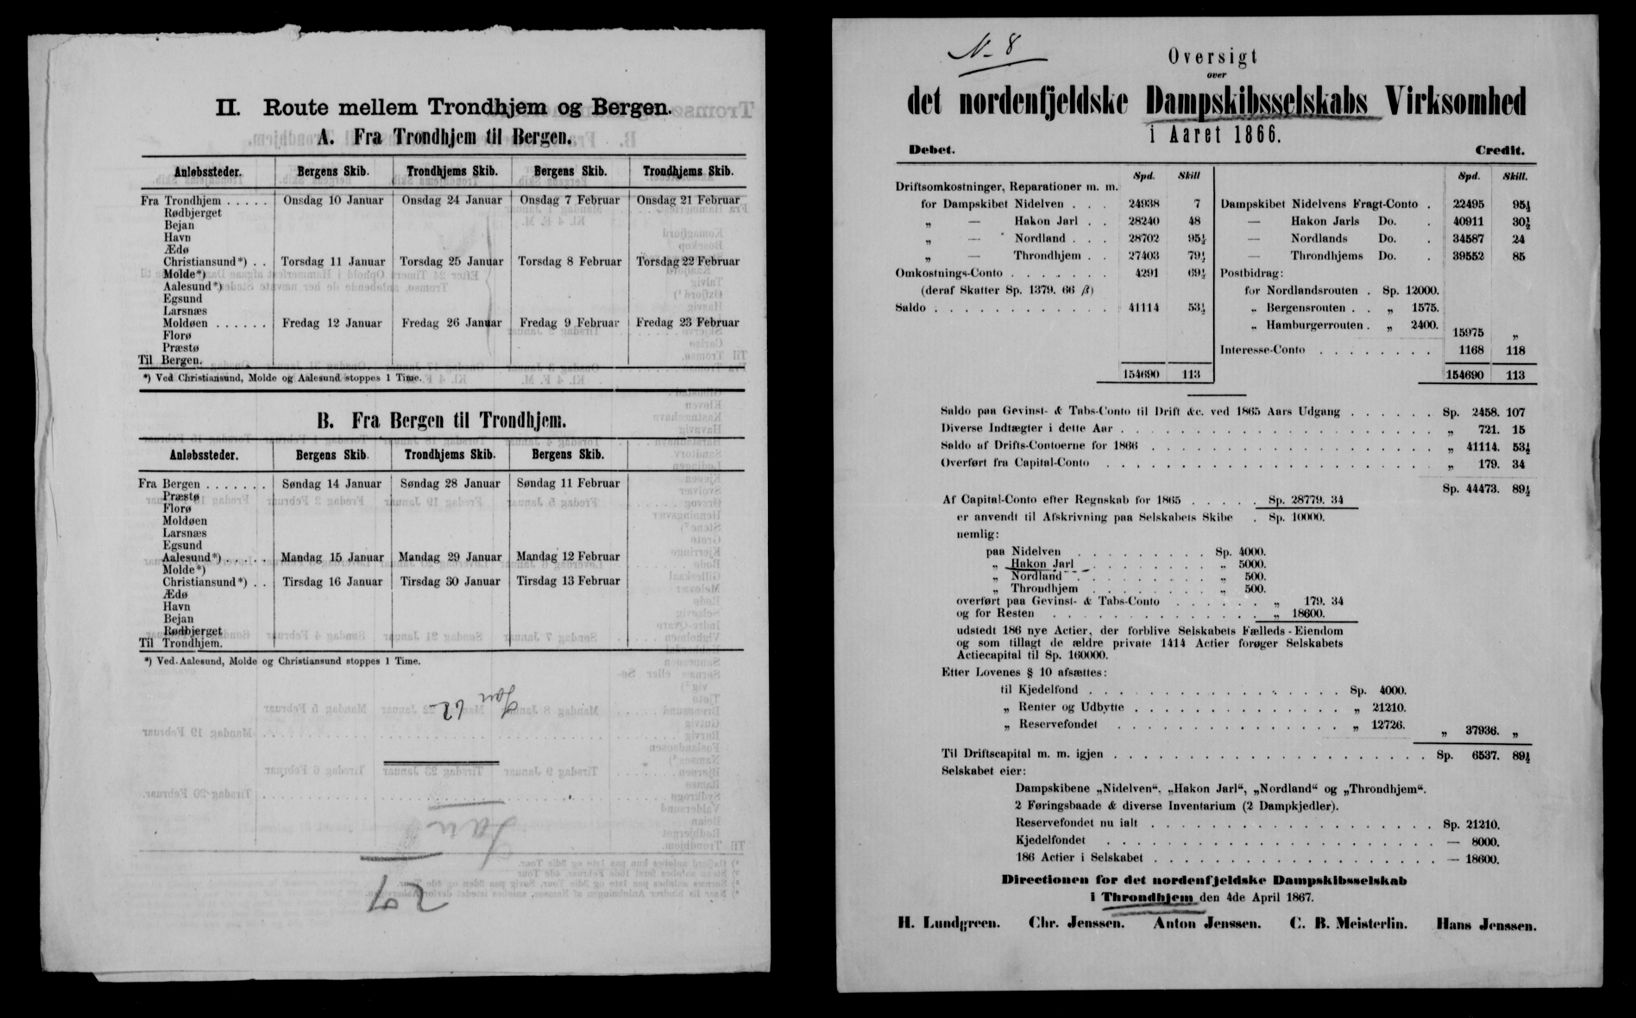 II. Route mellem Trondhjem og Bergen.
A. Fra Trondhjem til Bergen.
Anløbssteder. Bergens Skib. Trondhjems Skib. Bergens Skib. Trondhjems Skib.
Fra Trondhjem . . . . . Onsdag 10 Januar Onsdag 24 Januar Onsdag 7 Februar Onsdag 21 Februar
Rødbjerget
Bejan
Havn
Ædø
Christiansund*) . . Torsdag 11 Januar Torsdag 25 Januar Torsdag 8 Februar Torsdag 22 Februar
Molde*)
Aalesund*)
Egsund
Larsnæs
Moldøen . . . . . . Fredag 12 Januar Fredag 26 Januar Fredag 9 Februar Fredag 23 Februar
Florø
Præstø
Til Bergen.
*) Ved Christiansund, Molde og Aalesund stoppes 1 Time.
B. Fra Bergen til Trondhjem.
Anløbssteder. Bergens Skib. Trondhjems Skib. Bergens Skib.
Fra Bergen . . . . . . . Søndag 14 Januar Søndag 28 Januar Søndag 11 Februar
Præstø
Florø
Moldøen
Larsnæs
Egsund
Aalesund*) . . . . Mandag 15 Januar Mandag 29 Januar Mandag 12 Februar
Molde*)
Christiansund*) . . Tirsdag 16 Januar Tirsdag 30 Januar Tirsdag 13 Februar
Ædø
Havn
Bejan
Rødbjerget
Til Trondhjem.
*) Ved Aalesund, Molde og Christiansund stoppes 1 Time.
N- 8
Oversigt
over
det nordenfjeldske Dampskibsselskabs Virksomhed
i Aaret 1866.
Debet. Credit.
Spd. Skill Spd. Skill.
Driftsomkostninger, Reparationer m. m.
for Dampskibet Nidelven . . . 24938 7 Dampskibet Nidelvens Fragt-Conto . 22495 95½
„ — Hakon Jarl . . 28240 48 — Hakon Jarls Do. . 40911 30½
„ — Nordland . . . 28702 95½ — Nordlands Do. . 34587 24
„ — Throndhjem . . 27403 79½ — Throndhjems Do. . 39552 85
Omkostnings-Conto . . . . . . . 4291 69½ Postbidrag:
(deraf Skatter Sp. 1379. 66 β) for Nordlandsrouten . Sp. 12000.
Saldo . . . . . . . . . . . . 41114 53½ „ Bergensrouten . . „ 1575.
„ Hamburgerrouten . „ 2400. 15975 „
Interesse-Conto . . . . . . . . 1168 118
154690 113 154690 113
Saldo paa Gevinst- & Tabs-Conto til Drift &c. ved 1865 Aars Udgang . . . . . . Sp. 2458. 107
Diverse Indtægter i dette Aar . . . . . . . . . . . . . . . . . „ 721. 15
Saldo af Drifts-Contoerne for 1866 . . . . . . . . . . . . . . . „ 41114. 53½
Overført fra Capital-Conto . . . . . . . . . . . . . . . . . „ 179. 34
Sp. 44473. 89½
Af Capital-Conto efter Regnskab for 1865 . . . . . Sp. 28779. 34
er anvendt til Afskrivning paa Selskabets Skibe . Sp. 10000.
nemlig:
paa Nidelven . . . . . . . . . Sp. 4000.
„ Hakon Jarl . . . . . . . . „ 5000.
„ Nordland . . . . . . . . . „ 500.
„ Throndhjem . . . . . . . . „ 500.
overført paa Gevinst- & Tabs-Conto . . . . . . „ 179. 34
og for Resten . . . . . . . . . . . . . „ 18600.
udstedt 186 nye Actier, der forblive Selskabets Fælleds-Eiendom
og som tillagt de ældre private 1414 Actier forøger Selskabets
Actiecapital til Sp. 160000.
Efter Lovenes § 10 afsættes:
til Kjedelfond . . . . . . . . . . . . . . . . Sp. 4000.
„ Renter og Udbytte . . . . . . . . . . . . . „ 21210.
„ Reservefondet . . . . . . . . . . . . . . „ 12726. „ 37936. „
Til Driftscapital m. m. igjen . . . . . . . . . . . . . . . . . . Sp. 6537. 89½
Selskabet eier:
Dampskibene „Nidelven“, „Hakon Jarl“, „Nordland“ og „Throndhjem“.
2 Føringsbaade & diverse Inventarium (2 Dampkjedler).
Reservefondet nu ialt . . . . . . . . . . . . . . . . . Sp. 21210.
Kjedelfondet . . . . . . . . . . . . . . . . . . . — 8000.
186 Actier i Selskabet . . . . . . . . . . . . . . . . — 18600.
Directionen for det nordenfjeldske Dampskibsselskab
i Throndhjem den 4de April 1867.
H. Lundgreen. Chr. Jenssen. Anton Jenssen. C. B. Meisterlin. Hans Jenssen.